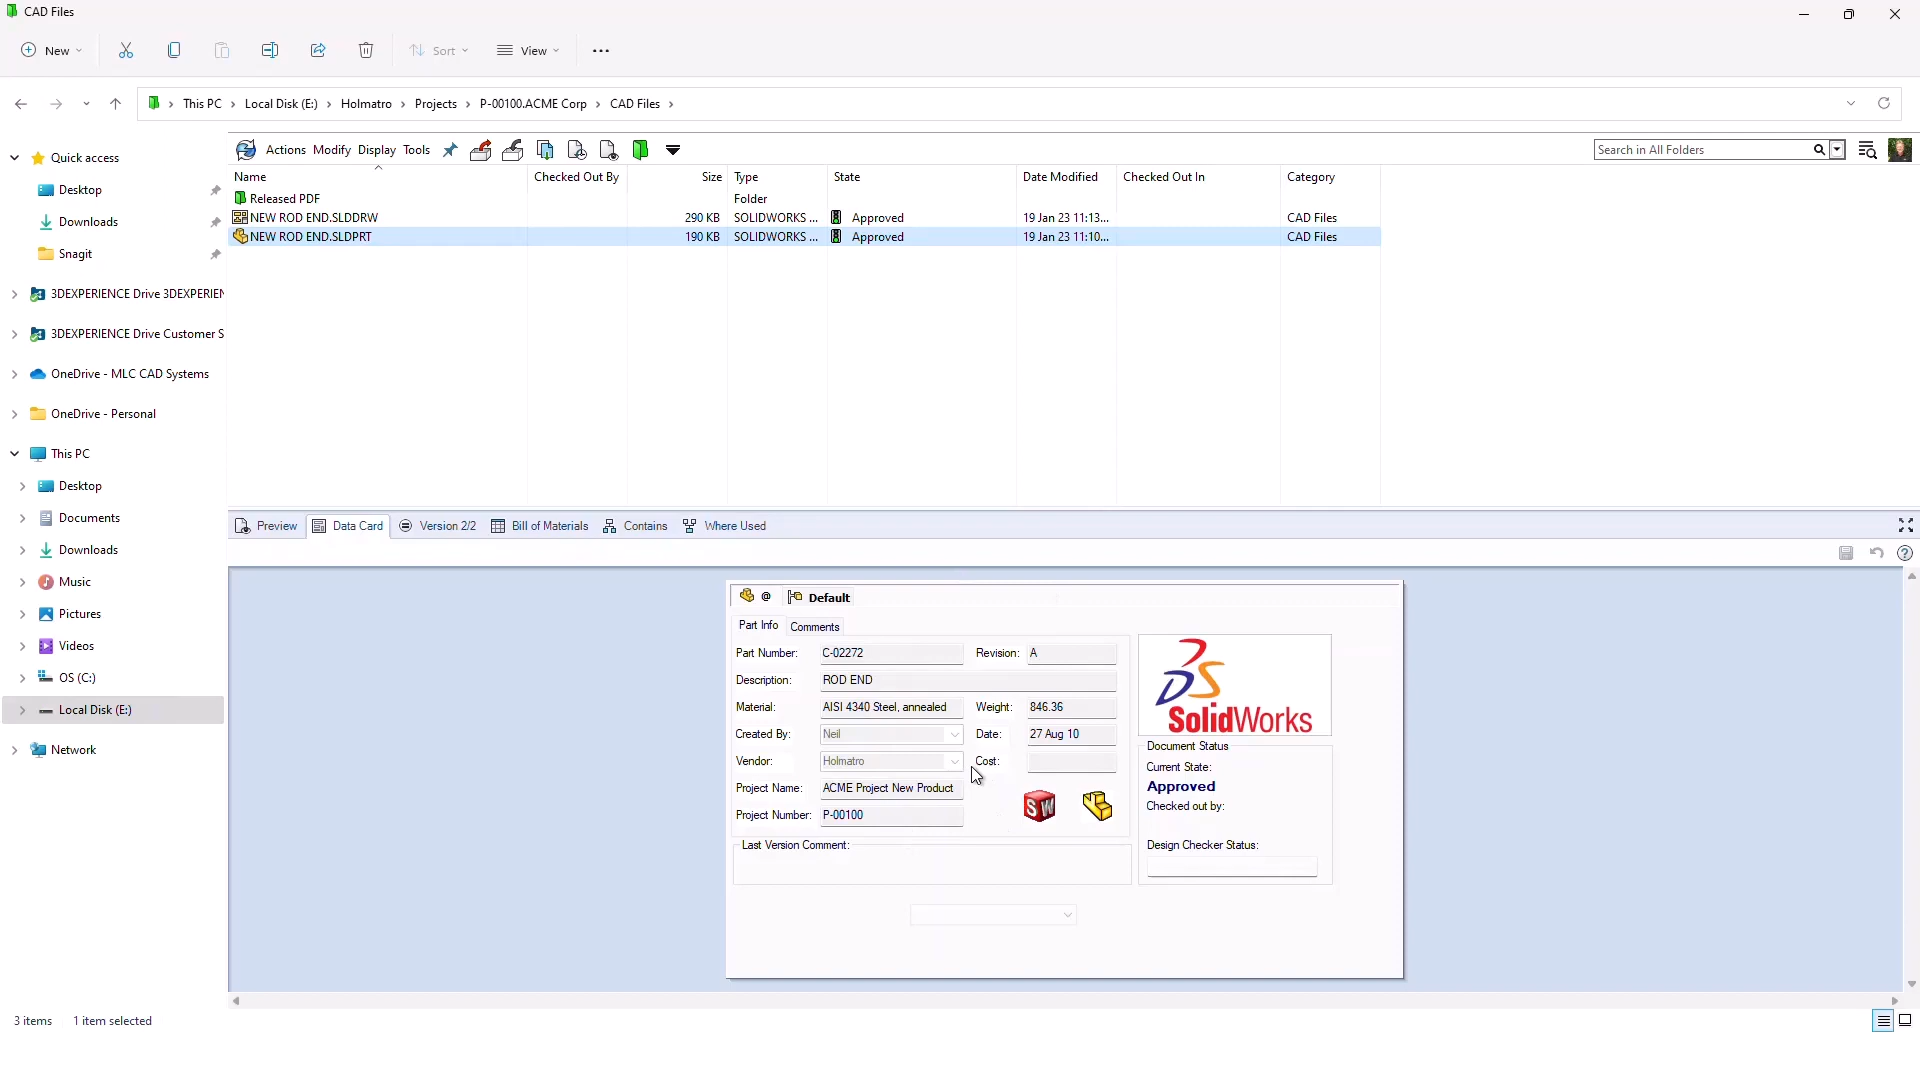 CAD Files
New
Sort
View
This PC > Local Disk (E:) > Holmatro > Projects > P-00100.ACME Corp > CAD Files >
Quick access
Desktop
Downloads
Snagit
3DEXPERIENCE Drive 3DEXPERIEN
3DEXPERIENCE Drive Customer S
OneDrive - MLC CAD Systems
OneDrive - Personal
This PC
Desktop
Documents
Downloads
Music
Pictures
Videos
OS (C:)
Local Disk (E:)
Network
Actions Modify Display Tools
Search in All Folders
Name Checked Out By Size Type State Date Modified Checked Out In Category
Released PDF Folder
NEW ROD END.SLDDRW 290 KB SOLIDWORKS ... Approved 19 Jan 23 11:13... CAD Files
NEW ROD END.SLDPRT 190 KB SOLIDWORKS ... Approved 19 Jan 23 11:10... CAD Files
Preview Data Card Version 2/2 Bill of Materials Contains Where Used
@ Default
Part Info Comments
Part Number: C-02272 Revision: A
Description: ROD END
Material: AISI 4340 Steel, annealed Weight: 846.36
Created By: Neil Date: 27 Aug 10
Vendor: Holmatro Cost:
Project Name: ACME Project New Product
Project Number: P-00100
SW
Last Version Comment:
SolidWorks
Document Status
Current State:
Approved
Checked out by:
Design Checker Status:
3 items 1 item selected